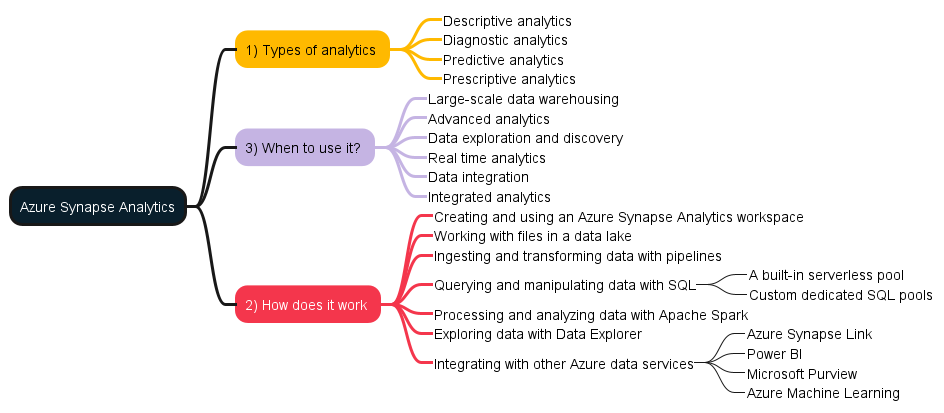 Azure Synapse Analytics
1) Types of analytics
Descriptive analytics
Diagnostic analytics
Predictive analytics
Prescriptive analytics
3) When to use it?
Large-scale data warehousing
Advanced analytics
Data exploration and discovery
Real time analytics
Data integration
Integrated analytics
2) How does it work
Creating and using an Azure Synapse Analytics workspace
Working with files in a data lake
Ingesting and transforming data with pipelines
Querying and manipulating data with SQL
A built-in serverless pool
Custom dedicated SQL pools
Processing and analyzing data with Apache Spark
Exploring data with Data Explorer
Integrating with other Azure data services
Azure Synapse Link
Power BI
Microsoft Purview
Azure Machine Learning